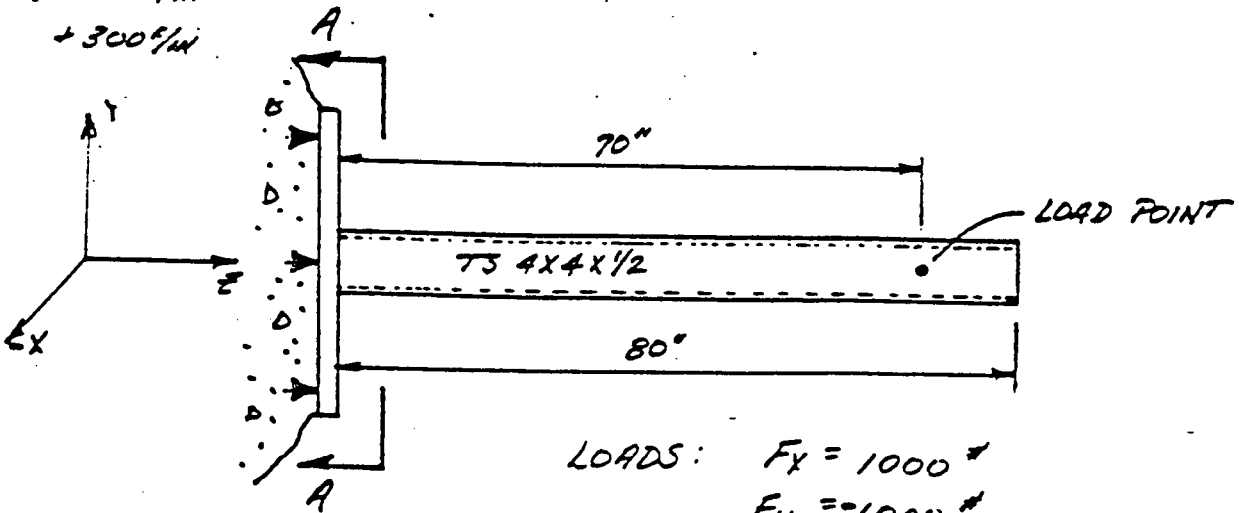 +300#/IN
A
Y
70"
LOAD POINT
TS 4X4X1/2
Z
X
80"
LOADS: Fx = 1000 #
A